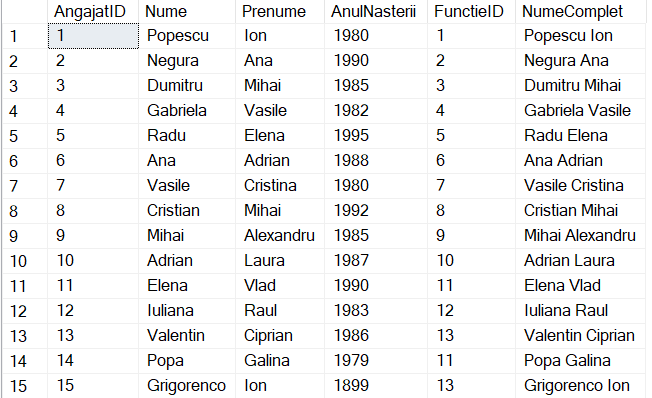 AngajatID Nume Prenume AnulNasterii FunctieID NumeComplet
1 1 Popescu Ion 1980 1 Popescu Ion
2 2 Negura Ana 1990 2 Negura Ana
3 3 Dumitru Mihai 1985 3 Dumitru Mihai
4 4 Gabriela Vasile 1982 4 Gabriela Vasile
5 5 Radu Elena 1995 5 Radu Elena
6 6 Ana Adrian 1988 6 Ana Adrian
7 7 Vasile Cristina 1980 7 Vasile Cristina
8 8 Cristian Mihai 1992 8 Cristian Mihai
9 9 Mihai Alexandru 1985 9 Mihai Alexandru
10 10 Adrian Laura 1987 10 Adrian Laura
11 11 Elena Vlad 1990 11 Elena Vlad
12 12 Iuliana Raul 1983 12 Iuliana Raul
13 13 Valentin Ciprian 1986 13 Valentin Ciprian
14 14 Popa Galina 1979 11 Popa Galina
15 15 Grigorenco Ion 1899 13 Grigorenco Ion